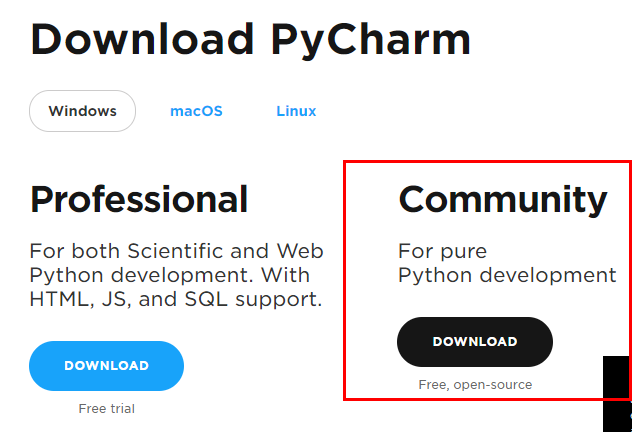 Download PyCharm
Windows macOS Linux
Professional
For both Scientific and Web
Python development. With
HTML, JS, and SQL support.
DOWNLOAD
Free trial
Community
For pure
Python development
DOWNLOAD
Free, open-source